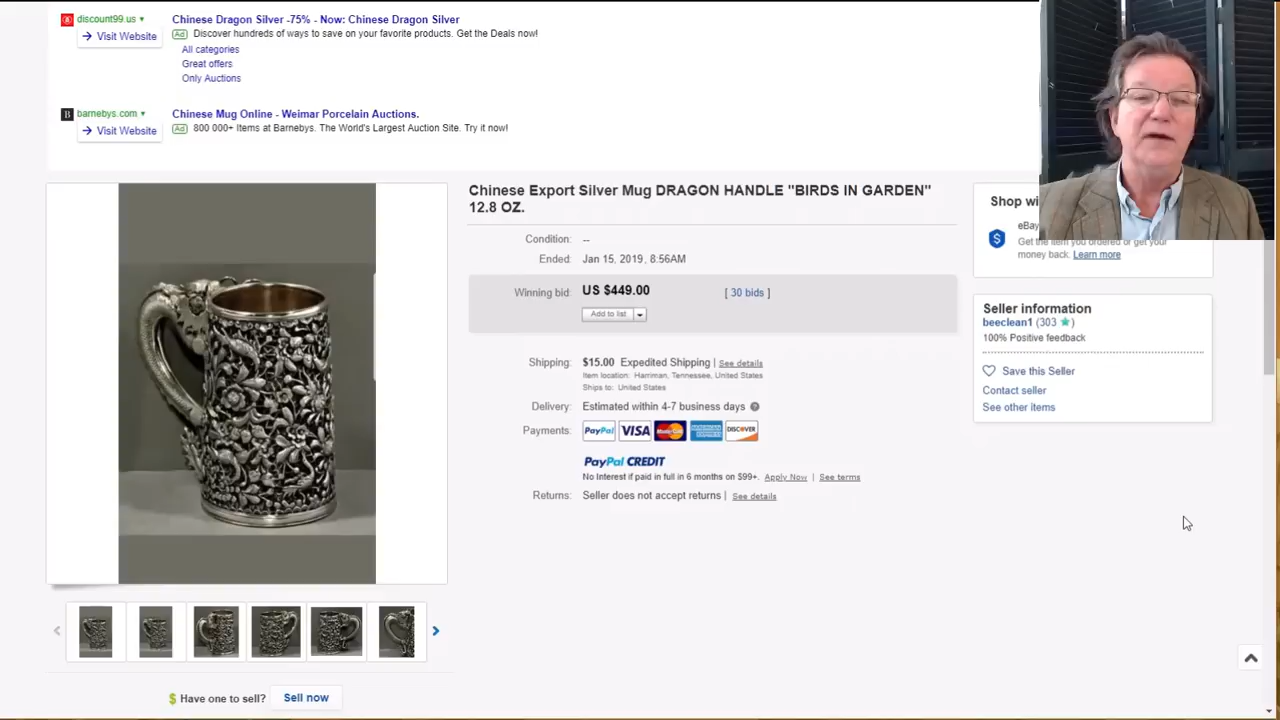 discount99.us
Chinese Dragon Silver -75% - Now: Chinese Dragon Silver
Visit Website
Ad Discover hundreds of ways to save on your favorite products. Get the Deals now!
All categories
Great offers
Only Auctions
B barnebys.com
Chinese Mug Online - Weimar Porcelain Auctions.
Visit Website
Ad 800 000+ Items at Barnebys. The World's Largest Auction Site. Try it now!
Chinese Export Silver Mug DRAGON HANDLE "BIRDS IN GARDEN"
12.8 OZ.
Condition: --
Ended: Jan 15, 2019, 8:56AM
Winning bid: US $449.00 [ 30 bids ]
Add to list
Shipping: $15.00 Expedited Shipping | See details
Item location: Harriman, Tennessee, United States
Ships to: United States
Delivery: Estimated within 4-7 business days
Payments: PayPal VISA MasterCard AMERICAN EXPRESS DISCOVER
PayPal CREDIT
No Interest if paid in full in 6 months on $99+. Apply Now | See terms
Returns: Seller does not accept returns | See details
Shop wi
eBay
Get the item you ordered or get your
money back. Learn more
Seller information
beeclean1 (303)
100% Positive feedback
Save this Seller
Contact seller
See other items
$ Have one to sell? Sell now